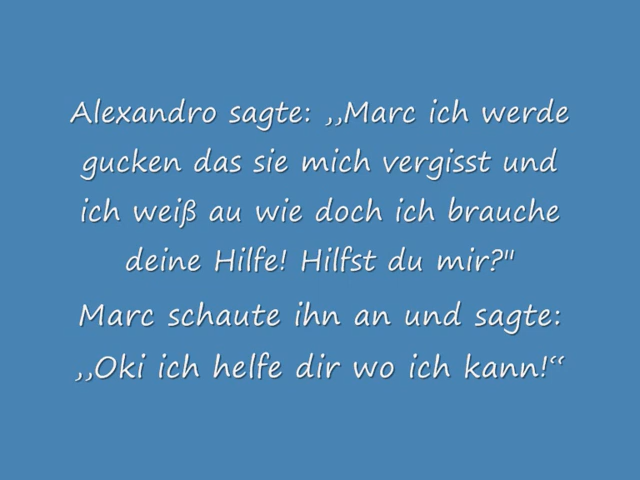 Alexandro sagte: ,,Marc ich werde
gucken das sie mich vergisst und
ich weiß au wie doch ich brauche
deine Hilfe! Hilfst du mir?"
Marc schaute ihn an und sagte:
,,Oki ich helfe dir wo ich kann!“